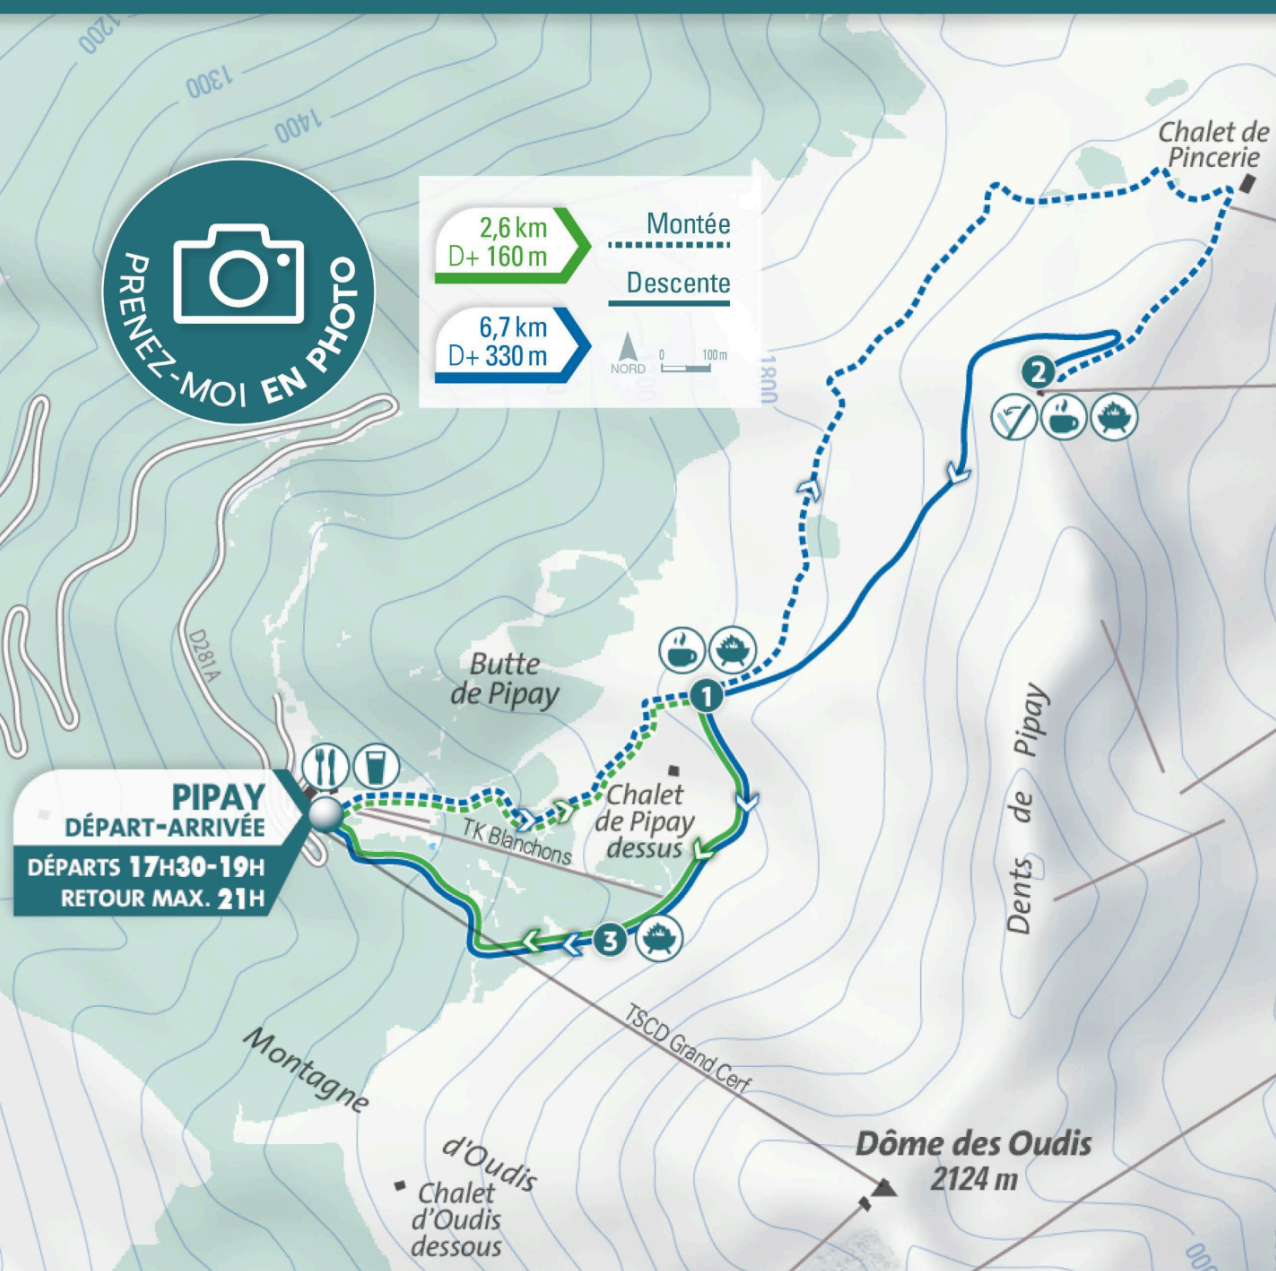 1200
1300
1400
Chalet de
Pincerie
PRENEZ-MOI EN PHOTO
2,6 km
D+ 160 m
Montée
Descente
6,7 km
D+ 330 m
NORD
0
100 m
1800
2
D281A
Butte
de Pipay
1
Dents de Pipay
PIPAY
DÉPART-ARRIVÉE
DÉPARTS 17H30-19H
RETOUR MAX. 21H
Chalet
de Pipay
dessus
TK Blanchons
3
TSCD Grand Cerf
Montagne
d'Oudis
Chalet
d'Oudis
dessous
Dôme des Oudis
2124 m